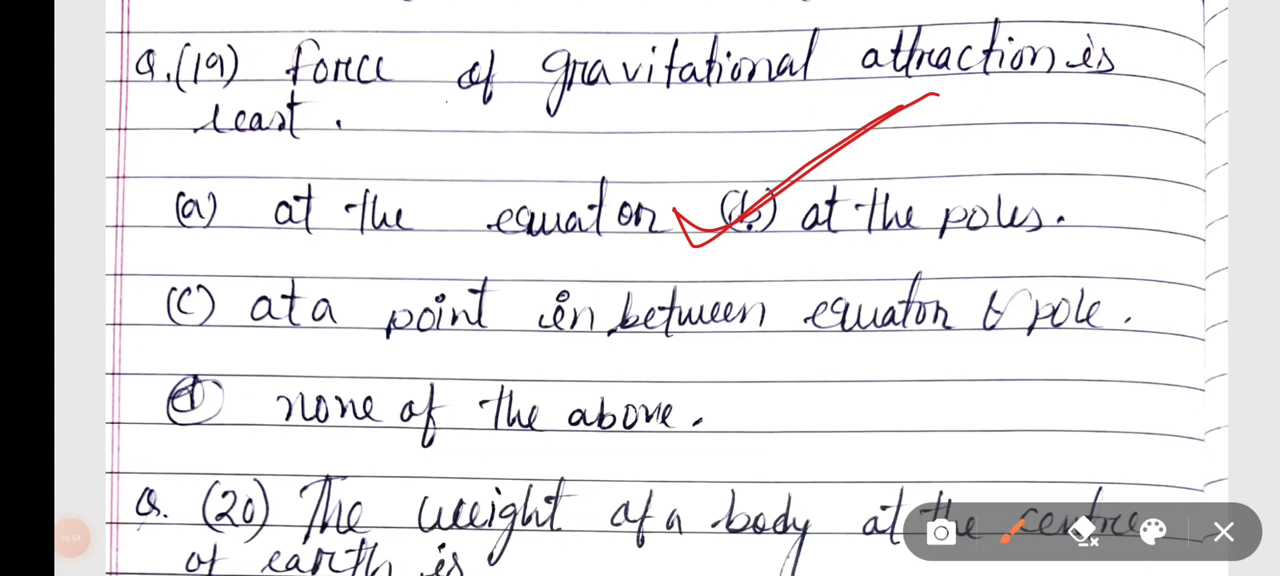 Q.(19) force of gravitational attraction is
least.
(a) at the equator (b) at the poles.
(c) at a point in between equator & pole.
(d) none of the above.
Q. (20) The weight of a body at the centre
of earth is